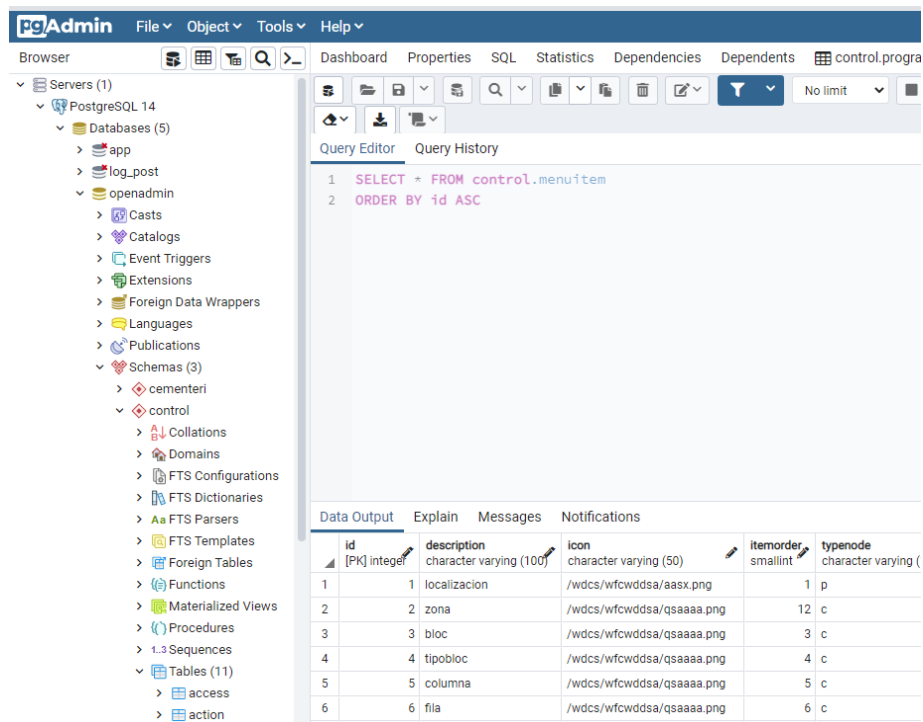 pgAdmin File Object Tools Help
Browser
Dashboard Properties SQL Statistics Dependencies Dependents control.progra
Servers (1)
PostgreSQL 14
Databases (5)
app
log_post
openadmin
Casts
Catalogs
Event Triggers
Extensions
Foreign Data Wrappers
Languages
Publications
Schemas (3)
cementeri
control
Collations
Domains
FTS Configurations
FTS Dictionaries
Aa FTS Parsers
FTS Templates
Foreign Tables
Functions
Materialized Views
Procedures
1..3 Sequences
Tables (11)
access
action
No limit
Query Editor Query History
1 SELECT * FROM control.menuitem
2 ORDER BY id ASC
Data Output Explain Messages Notifications
id description icon itemorder typenode
[PK] integer character varying (100) character varying (50) smallint character varying (
1 1 localizacion /wdcs/wfcwddsa/aasx.png 1 p
2 2 zona /wdcs/wfcwddsa/qsaaaa.png 12 c
3 3 bloc /wdcs/wfcwddsa/qsaaaa.png 3 c
4 4 tipobloc /wdcs/wfcwddsa/qsaaaa.png 4 c
5 5 columna /wdcs/wfcwddsa/qsaaaa.png 5 c
6 6 fila /wdcs/wfcwddsa/qsaaaa.png 6 c